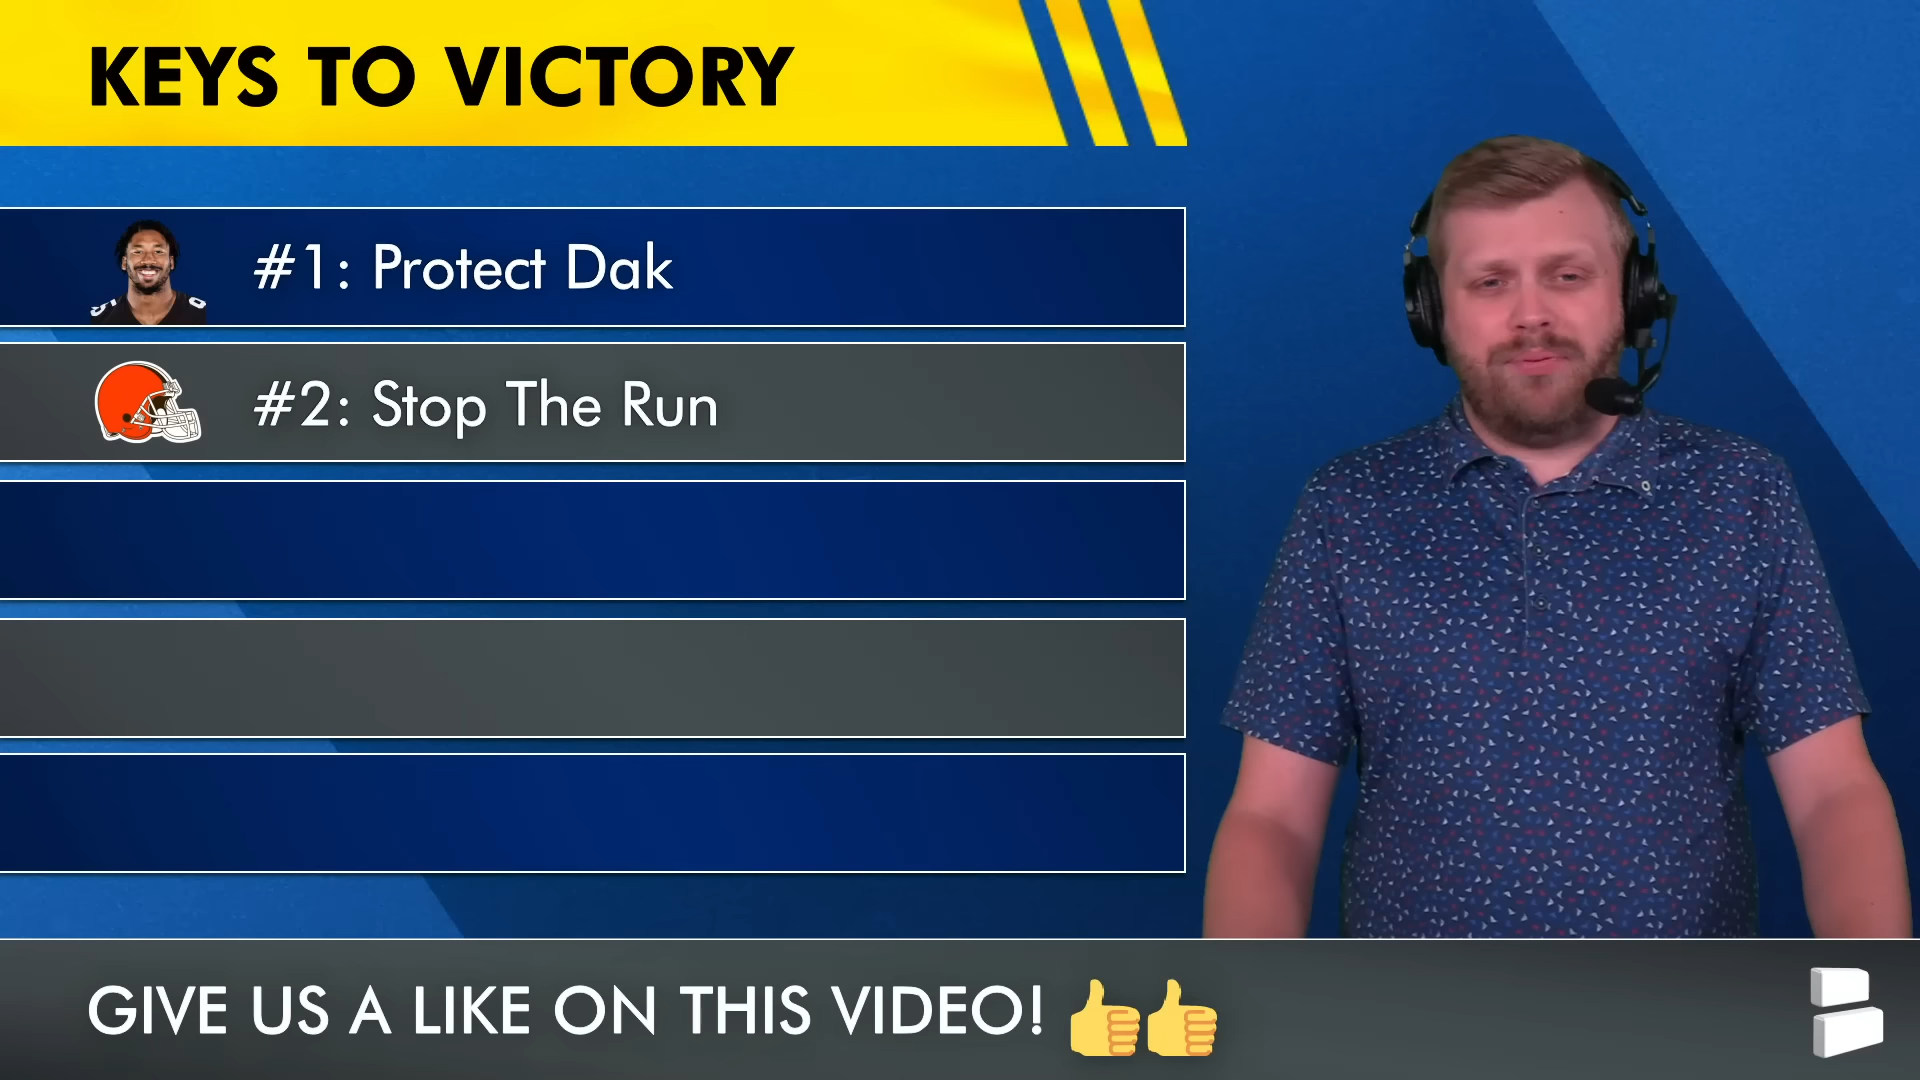 KEYS TO VICTORY
#1: Protect Dak
#2: Stop The Run
GIVE US A LIKE ON THIS VIDEO! 👍👍